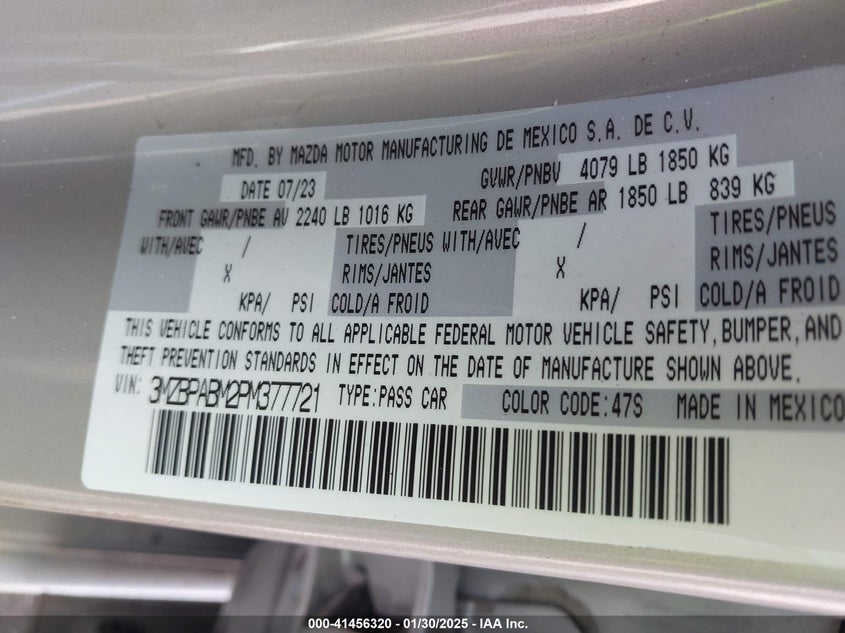 MFD. BY MAZDA MOTOR MANUFACTURING DE MEXICO S.A. DE C.V.
DATE 07/23 GVWR/PNBV 4079 LB 1850 KG
FRONT GAWR/PNBE AV 2240 LB 1016 KG REAR GAWR/PNBE AR 1850 LB 839 KG
WITH/AVEC / TIRES/PNEUS WITH/AVEC / TIRES/PNEUS
X RIMS/JANTES X RIMS/JANTES
KPA/ PSI COLD/A FROID KPA/ PSI COLD/A FROID
THIS VEHICLE CONFORMS TO ALL APPLICABLE FEDERAL MOTOR VEHICLE SAFETY, BUMPER, AND
THEFT PREVENTION STANDARDS IN EFFECT ON THE DATE OF MANUFACTURE SHOWN ABOVE.
VIN: 3MZBPABM2PM377721 TYPE:PASS CAR COLOR CODE:47S MADE IN MEXICO
000-41456320 - 01/30/2025 - IAA Inc.